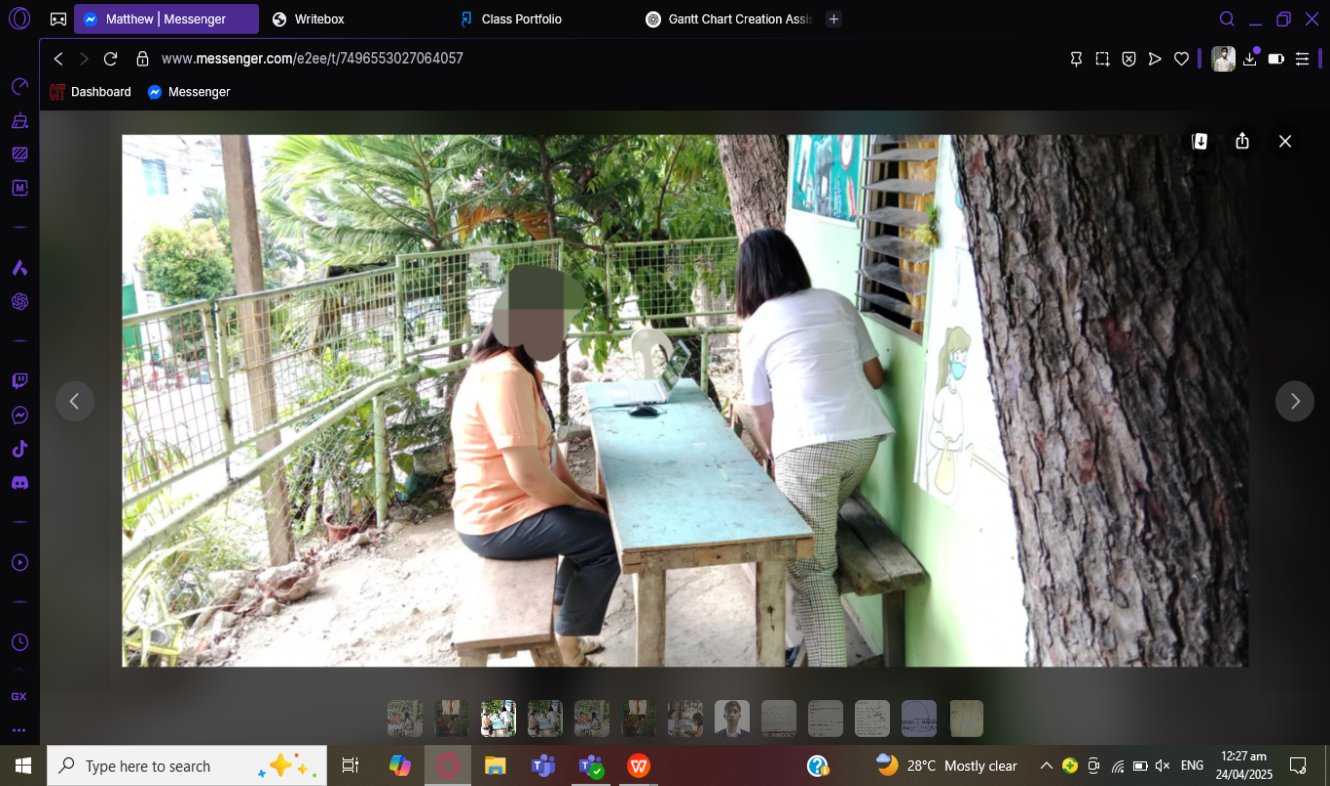 Matthew | Messenger
Writebox
Class Portfolio
Gantt Chart Creation Assi
www.messenger.com/e2ee/t/7496553027064057
Dashboard
Messenger
M
GX
Type here to search
28°C Mostly clear
ENG
12:27 am
24/04/2025